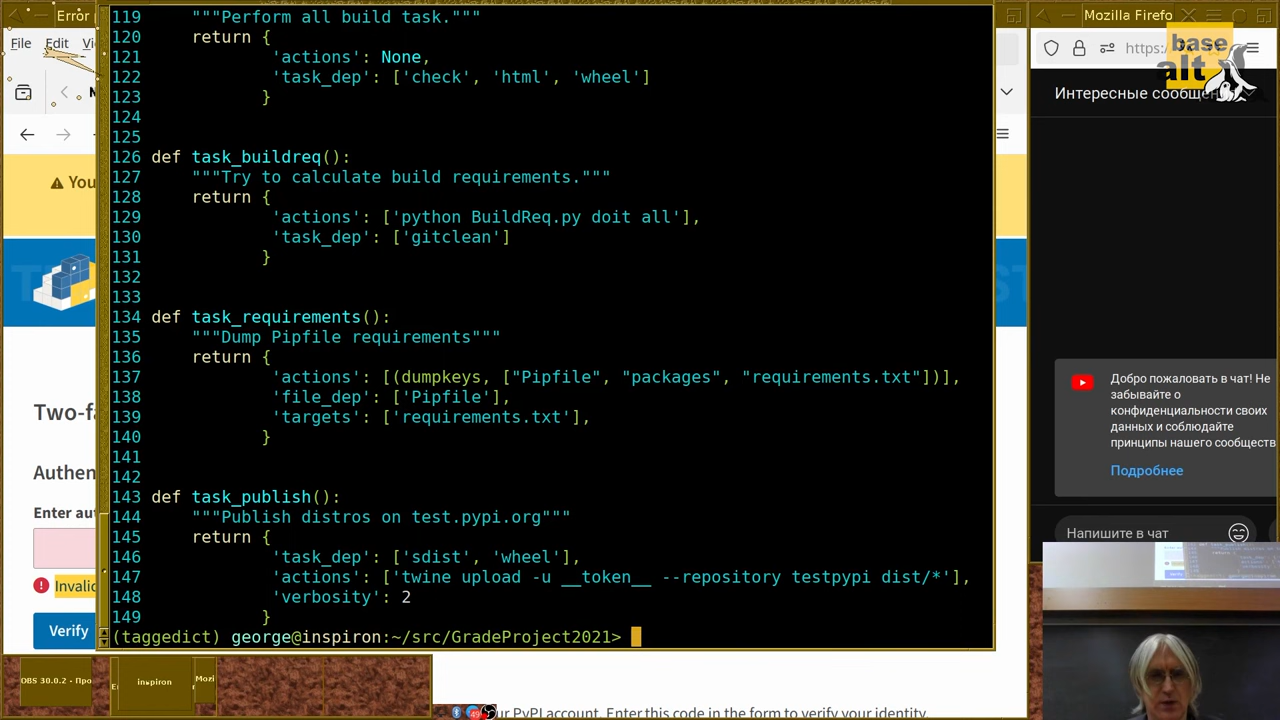 Error
File Edit Vi
You
Two-fa
Authen
Enter aut
Invalid
Verify
119 """Perform all build task."""
120 return {
121 'actions': None,
122 'task_dep': ['check', 'html', 'wheel']
123 }
124
125
126 def task_buildreq():
127 """Try to calculate build requirements."""
128 return {
129 'actions': ['python BuildReq.py doit all'],
130 'task_dep': ['gitclean']
131 }
132
133
134 def task_requirements():
135 """Dump Pipfile requirements"""
136 return {
137 'actions': [(dumpkeys, ["Pipfile", "packages", "requirements.txt"])],
138 'file_dep': ['Pipfile'],
139 'targets': ['requirements.txt'],
140 }
141
142
143 def task_publish():
144 """Publish distros on test.pypi.org"""
145 return {
146 'task_dep': ['sdist', 'wheel'],
147 'actions': ['twine upload -u __token__ --repository testpypi dist/*'],
148 'verbosity': 2
149 }
(taggedict) george@inspiron:~/src/GradeProject2021>
Mozilla Firefo
https:
base
alt
Интересные сообщен
Добро пожаловать в чат! Не
забывайте о
конфиденциальности своих
данных и соблюдайте
принципы нашего сообществ
Подробнее
Напишите в чат
OBS 30.0.2 - Про
inspiron
Mozi
ur PyPI account. Enter this code in the form to verify your identity.